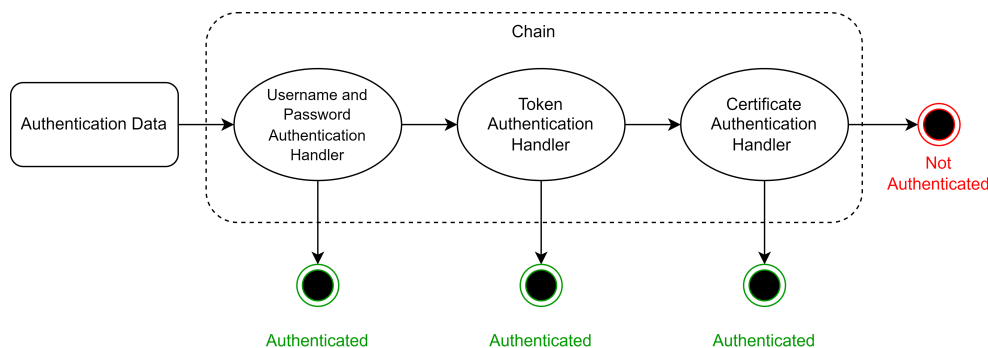 Chain
Authentication Data
Username and
Password
Authentication
Handler
Token
Authentication
Handler
Certificate
Authentication
Handler
Not
Authenticated
Authenticated
Authenticated
Authenticated